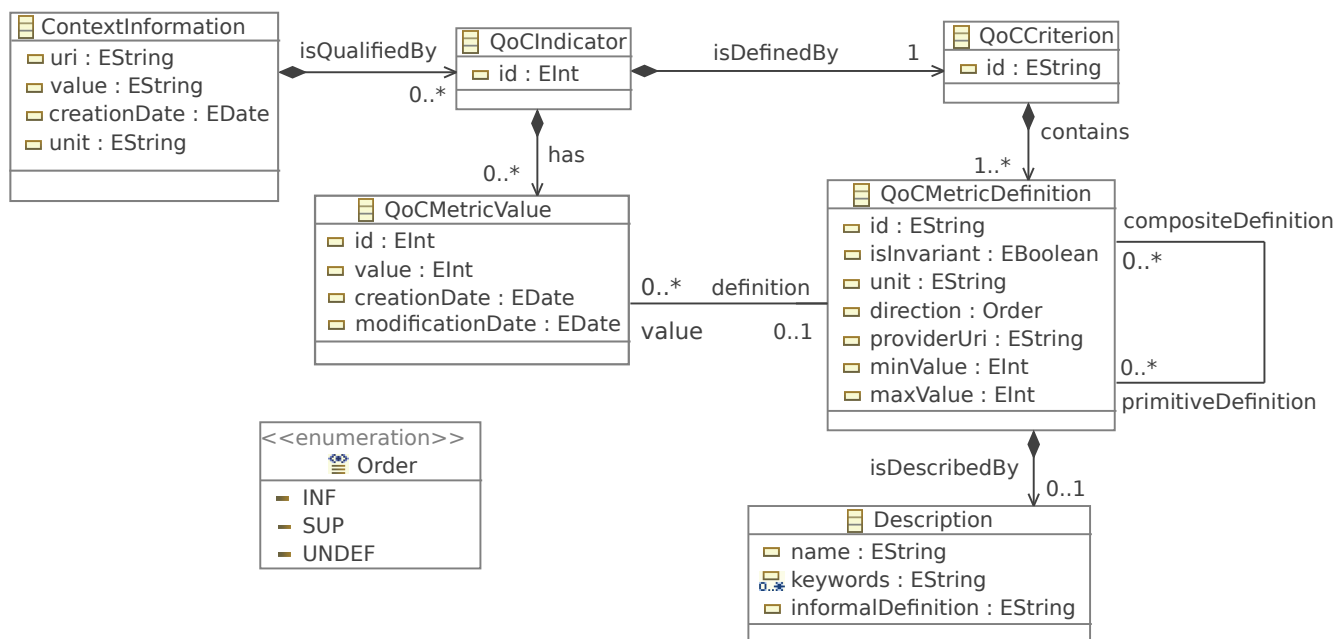 ContextInformation
uri : EString
value : EString
creationDate : EDate
unit : EString
isQualifiedBy
0..*
QoCIndicator
id : EInt
isDefinedBy
1
QoCCriterion
id : EString
has
0..*
contains
1..*
QoCMetricValue
id : EInt
value : EInt
creationDate : EDate
modificationDate : EDate
0..*
definition
value
0..1
QoCMetricDefinition
id : EString
isInvariant : EBoolean
unit : EString
direction : Order
providerUri : EString
minValue : EInt
maxValue : EInt
compositeDefinition
0..*
0..*
primitiveDefinition
<<enumeration>>
Order
INF
SUP
UNDEF
isDescribedBy
0..1
Description
name : EString
0..*
keywords : EString
informalDefinition : EString